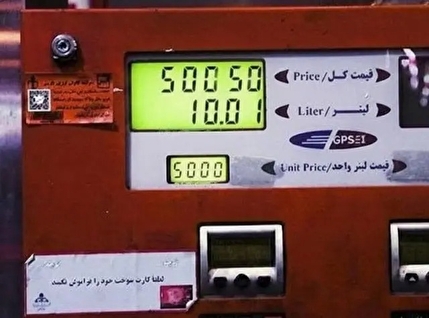 50050
Price/قیمت کل
10.01
Liter/لیتر
GPSEI
5000
Unit Price/قیمت لیتر واحد
لطفا کارت سوخت خود را فراموش نکنید